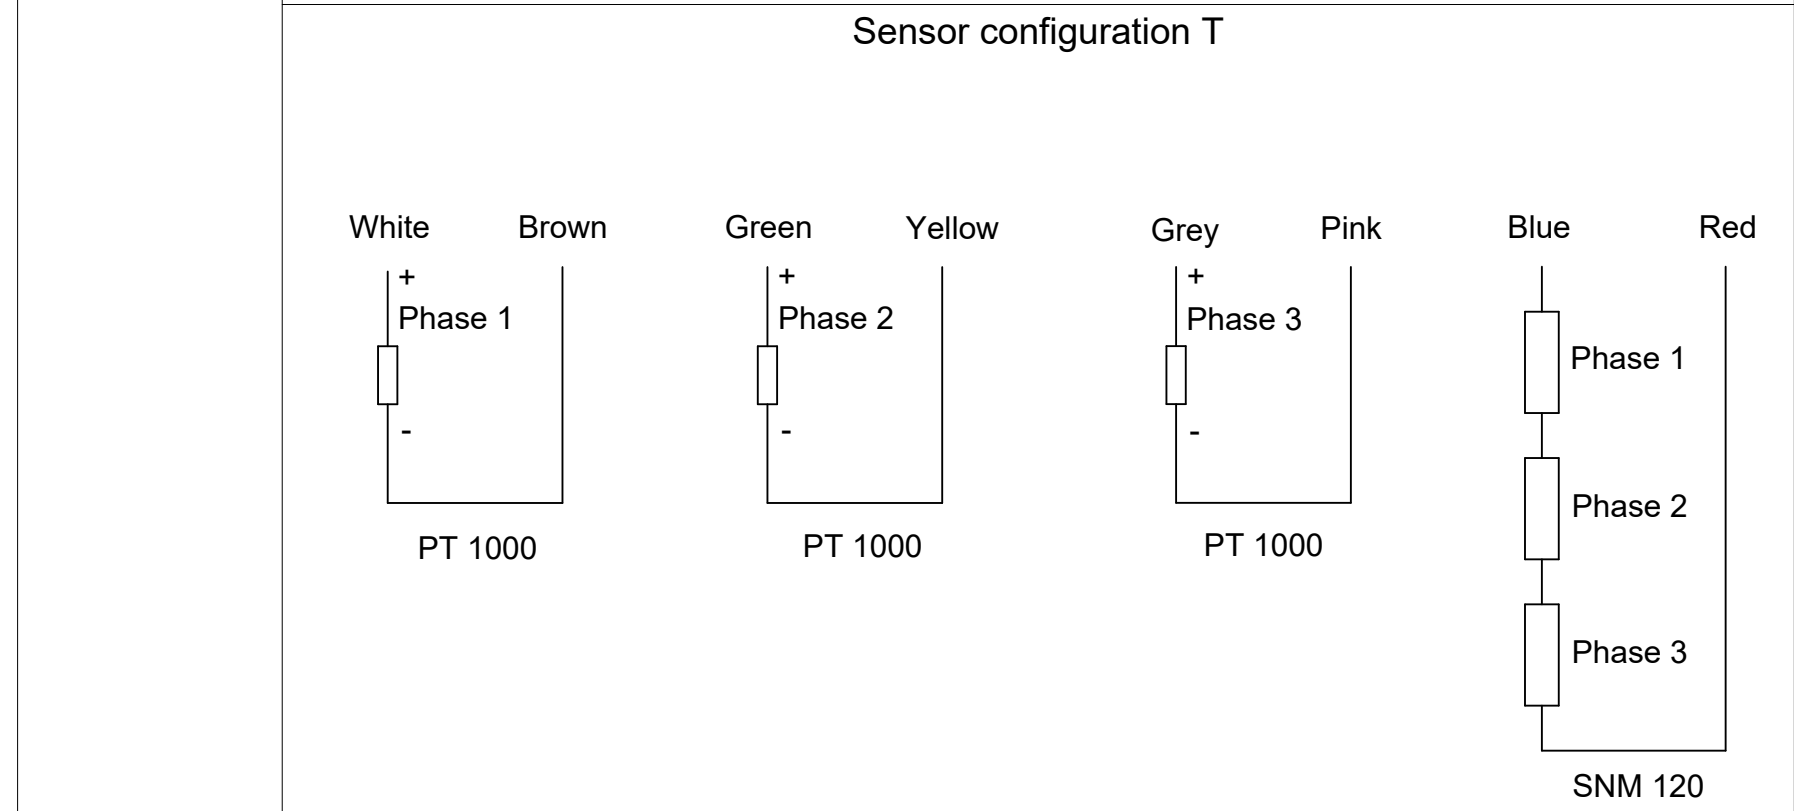 Sensor configuration T
White Brown Green Yellow Grey Pink Blue Red
+ + +
Phase 1 Phase 2 Phase 3
Phase 1
- - -
Phase 2
PT 1000 PT 1000 PT 1000
Phase 3
SNM 120